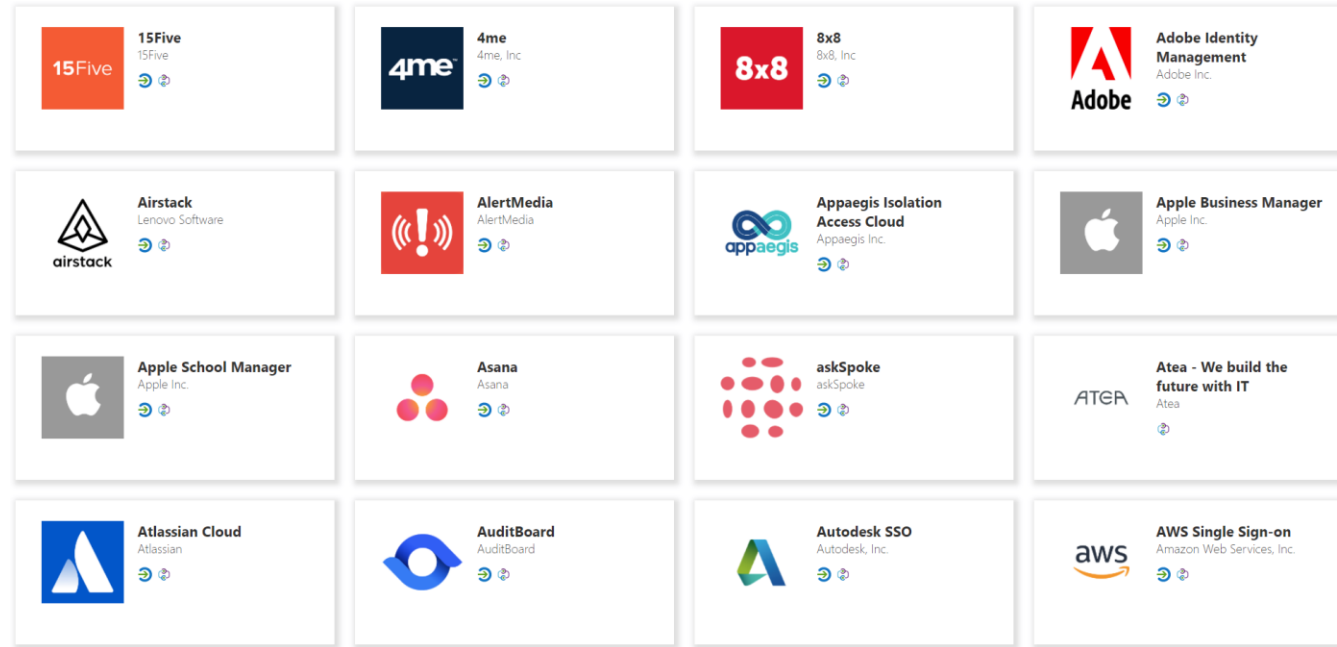 15Five
15Five
15Five
4me
4me
4me, Inc
8x8
8x8
8x8, Inc
Adobe
Adobe Identity
Management
Adobe Inc.
airstack
Airstack
Lenovo Software
AlertMedia
AlertMedia
appaegis
Appaegis Isolation
Access Cloud
Appaegis Inc.
Apple Business Manager
Apple Inc.
Apple School Manager
Apple Inc.
Asana
Asana
askSpoke
askSpoke
ATEA
Atea - We build the
future with IT
Atea
Atlassian Cloud
Atlassian
AuditBoard
AuditBoard
Autodesk SSO
Autodesk, Inc.
aws
AWS Single Sign-on
Amazon Web Services, Inc.